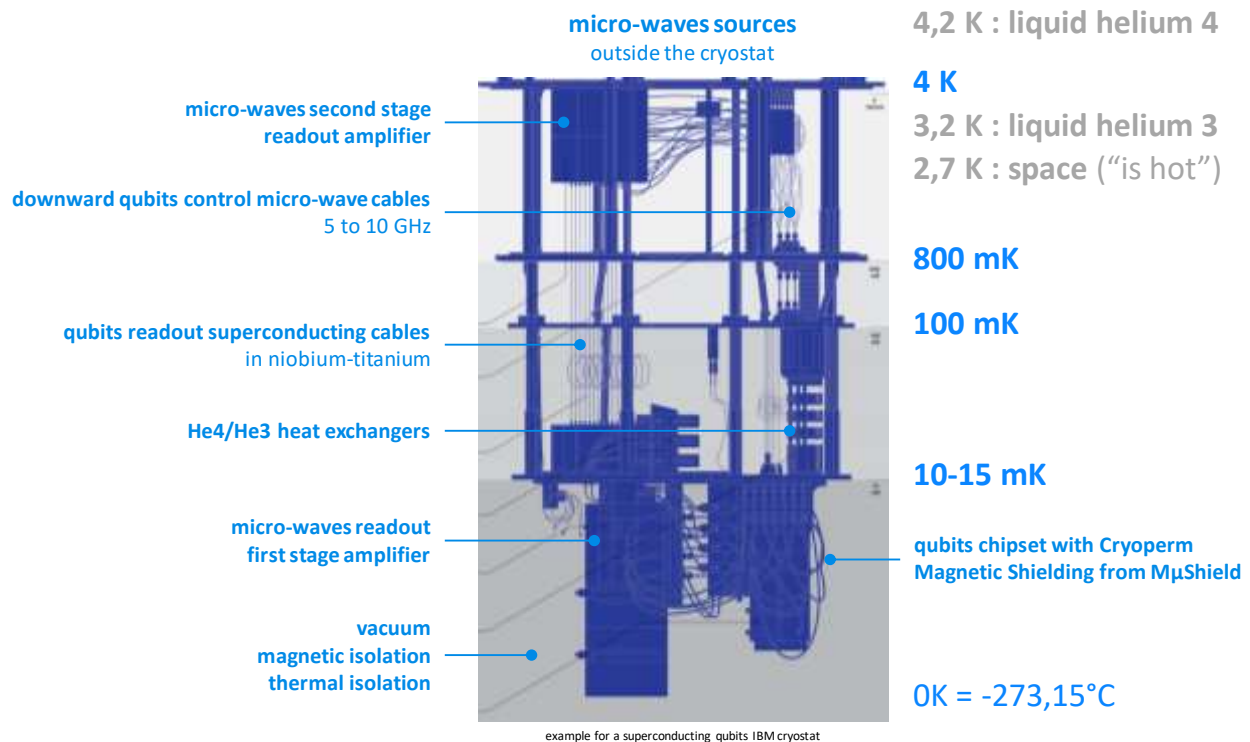 micro-waves sources
outside the cryostat
micro-waves second stage
readout amplifier
downward qubits control micro-wave cables
5 to 10 GHz
qubits readout superconducting cables
in niobium-titanium
He4/He3 heat exchangers
micro-waves readout
first stage amplifier
vacuum
magnetic isolation
thermal isolation
4,2 K : liquid helium 4
4 K
3,2 K : liquid helium 3
2,7 K : space (“is hot”)
800 mK
100 mK
10-15 mK
qubits chipset with Cryoperm
Magnetic Shielding from MµShield
0K = -273,15°C
example for a superconducting qubits IBM cryostat